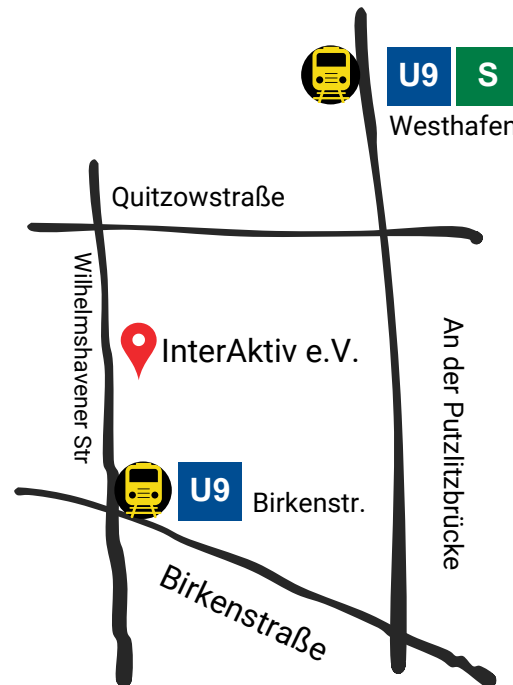 U9 S
Westhafen
Quitzowstraße
Wilhelmshavener Str
InterAktiv e.V.
An der Putzlitzbrücke
U9 Birkenstr.
Birkenstraße